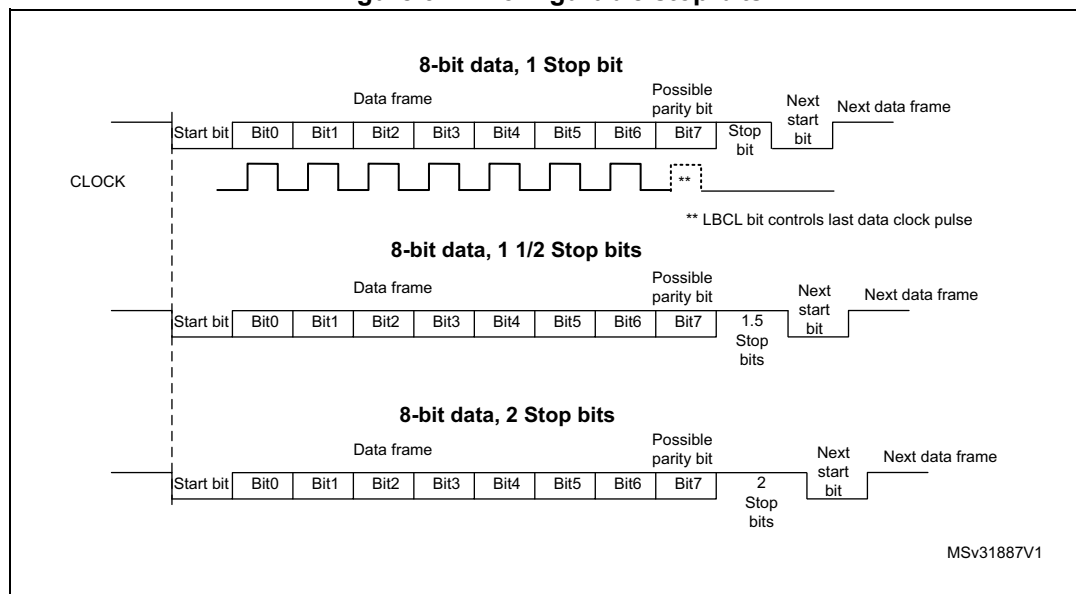 8-bit data, 1 Stop bit
Data frame
Possible
parity bit
Next
start
bit
Next data frame
Start bit Bit0 Bit1 Bit2 Bit3 Bit4 Bit5 Bit6 Bit7 Stop
bit
CLOCK
**
** LBCL bit controls last data clock pulse
8-bit data, 1 1/2 Stop bits
Data frame
Possible
parity bit
Next
start
bit
Next data frame
Start bit Bit0 Bit1 Bit2 Bit3 Bit4 Bit5 Bit6 Bit7 1.5
Stop
bits
8-bit data, 2 Stop bits
Data frame
Possible
parity bit
Next
start
bit
Next data frame
Start bit Bit0 Bit1 Bit2 Bit3 Bit4 Bit5 Bit6 Bit7 2
Stop
bits
MSv31887V1